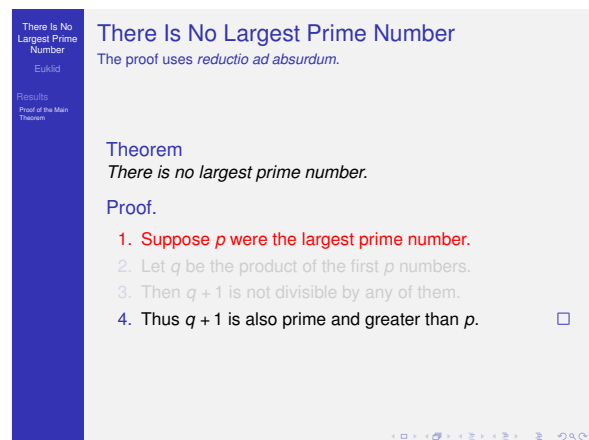 There Is No
Largest Prime
Number
Euklid
Results
Proof of the Main
Theorem
There Is No Largest Prime Number
The proof uses reductio ad absurdum.
Theorem
There is no largest prime number.
Proof.
1. Suppose p were the largest prime number.
2. Let q be the product of the first p numbers.
3. Then q + 1 is not divisible by any of them.
4. Thus q + 1 is also prime and greater than p.